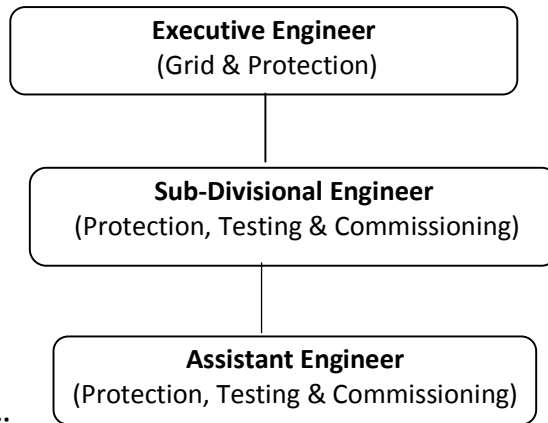 Executive Engineer
(Grid & Protection)
Sub-Divisional Engineer
(Protection, Testing & Commissioning)
Assistant Engineer
(Protection, Testing & Commissioning)
..